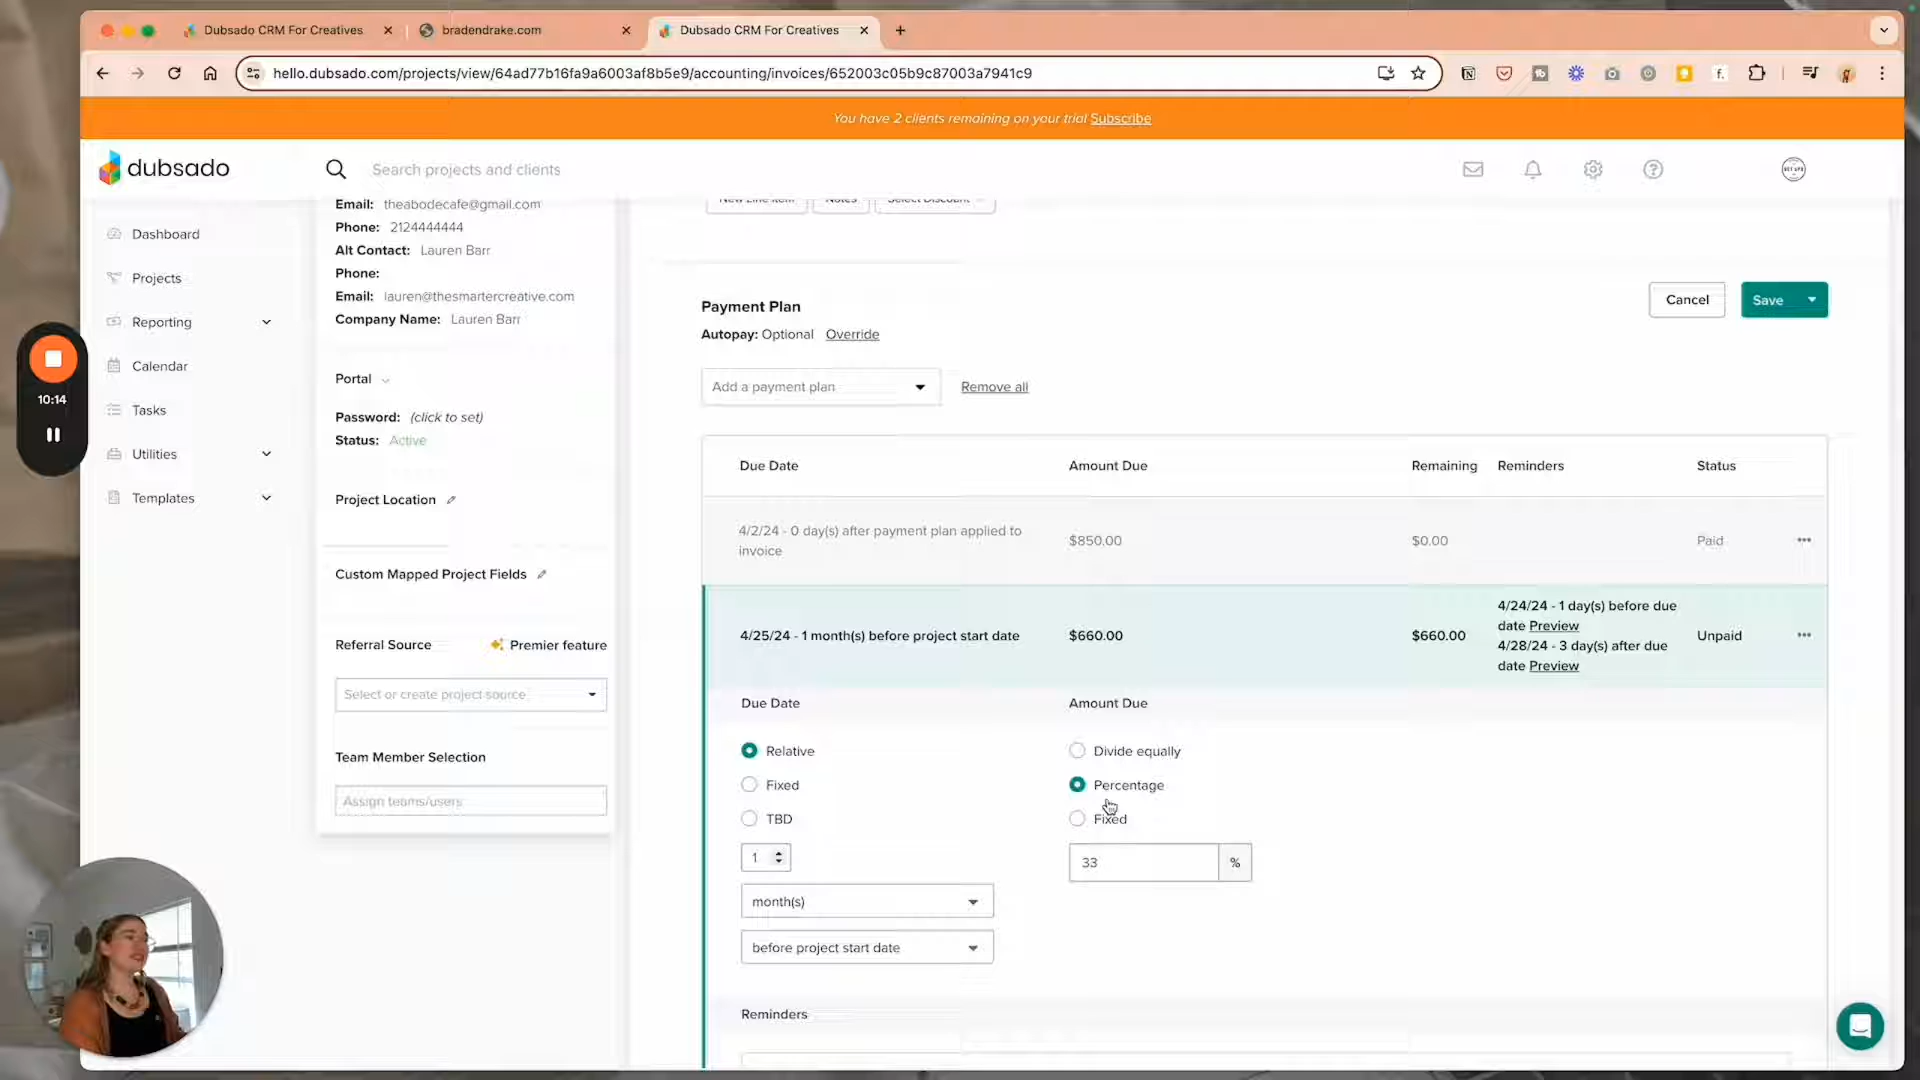 Dubsado CRM For Creatives
bradendrake.com
Dubsado CRM For Creatives
hello.dubsado.com/projects/view/64ad77b16fa9a6003af8b5e9/accounting/invoices/652003c05b9c87003a7941c9
You have 2 clients remaining on your trial Subscribe
dubsado
Search projects and clients
Dashboard
Projects
Reporting
Calendar
Tasks
Utilities
Templates
10:14
Email: theabodecafe@gmail.com
Phone: 2124444444
Alt Contact: Lauren Barr
Phone:
Email: lauren@thesmartercreative.com
Company Name: Lauren Barr
Portal
Password: (click to set)
Status: Active
Project Location
Custom Mapped Project Fields
Referral Source
Premier feature
Select or create project source
Team Member Selection
Assign teams/users
New Line Item
Notes
Select Discount
Payment Plan
Cancel
Save
Autopay: Optional Override
Add a payment plan
Remove all
Due Date
Amount Due
Remaining
Reminders
Status
4/2/24 - 0 day(s) after payment plan applied to
invoice
$850.00
$0.00
Paid
4/25/24 - 1 month(s) before project start date
$660.00
$660.00
4/24/24 - 1 day(s) before due
date Preview
4/28/24 - 3 day(s) after due
date Preview
Unpaid
Due Date
Relative
Fixed
TBD
1
month(s)
before project start date
Amount Due
Divide equally
Percentage
Fixed
33
%
Reminders